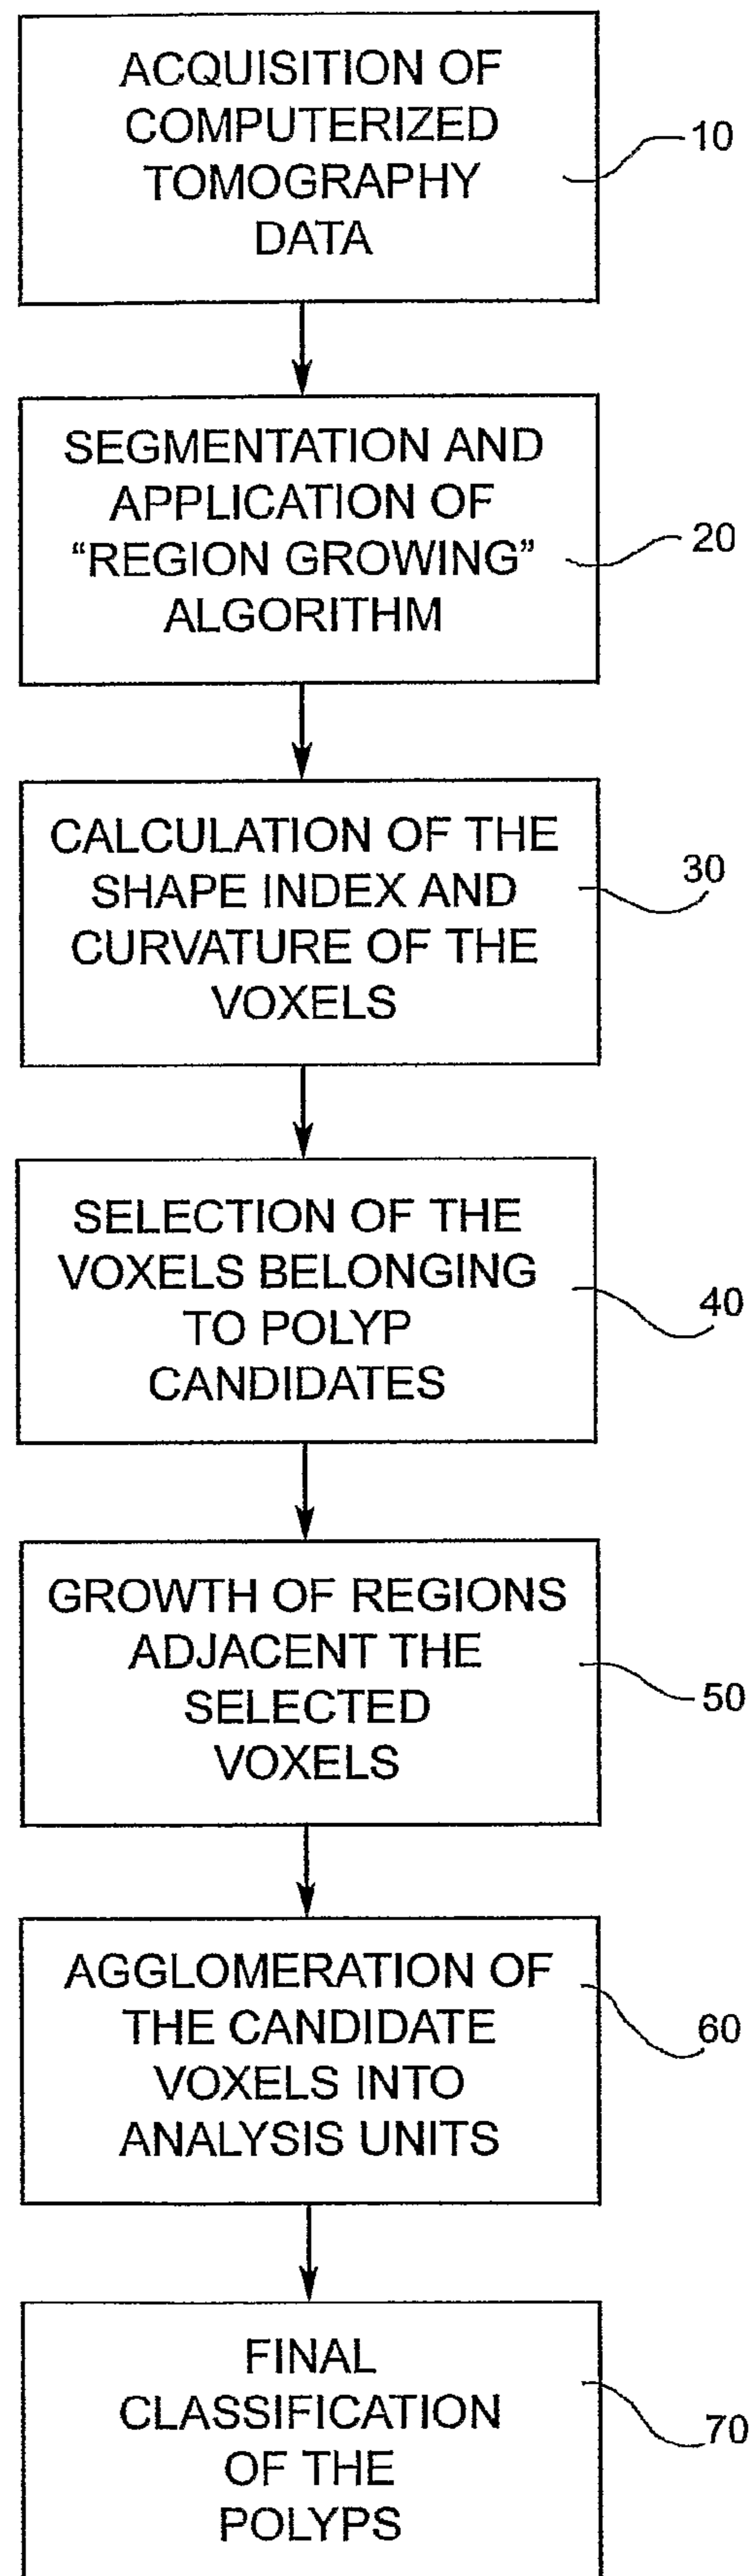 ACQUISITION OF
COMPUTERIZED
TOMOGRAPHY
DATA
10
SEGMENTATION AND
APPLICATION OF
“REGION GROWING”
ALGORITHM
20
CALCULATION OF THE
SHAPE INDEX AND
CURVATURE OF THE
VOXELS
30
SELECTION OF THE
VOXELS BELONGING
TO POLYP
CANDIDATES
40
GROWTH OF REGIONS
ADJACENT THE
SELECTED
VOXELS
50
AGGLOMERATION OF
THE CANDIDATE
VOXELS INTO
ANALYSIS UNITS
60
FINAL
CLASSIFICATION
OF THE
POLYPS
70